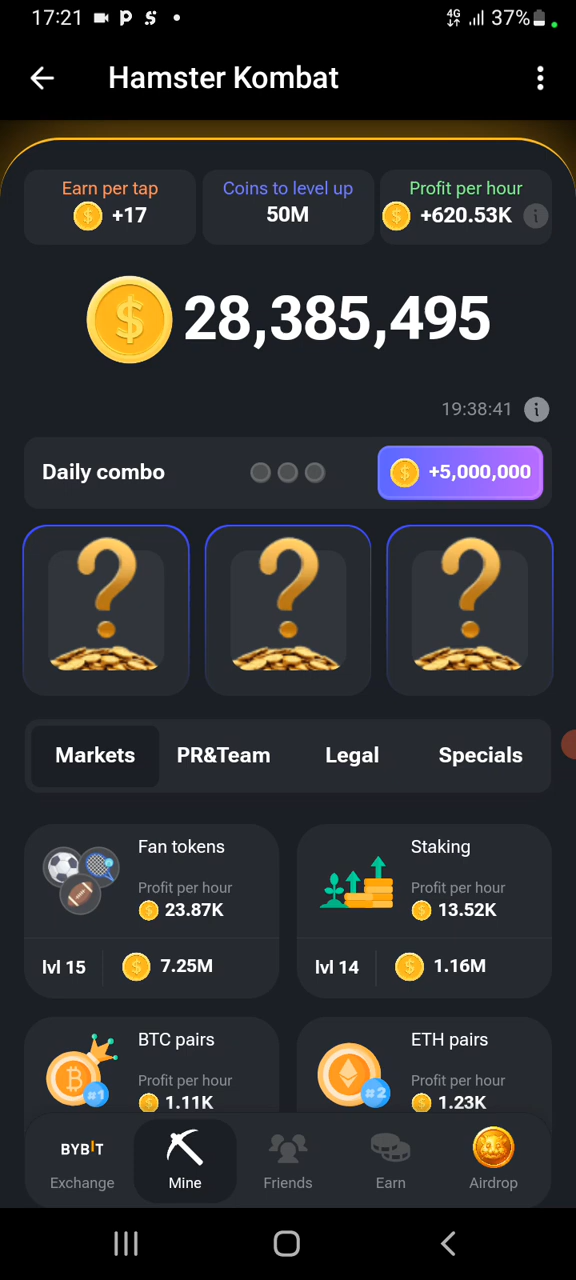 17:21 4G 37%
Hamster Kombat
Earn per tap Coins to level up Profit per hour
+17 50M +620.53K
28,385,495
19:38:41
Daily combo +5,000,000
Markets PR&Team Legal Specials
Fan tokens
Profit per hour
23.87K
lvl 15 7.25M
Staking
Profit per hour
13.52K
lvl 14 1.16M
BTC pairs
#1
Profit per hour
1.11K
ETH pairs
#2
Profit per hour
1.23K
BYBIT
Exchange Mine Friends Earn Airdrop